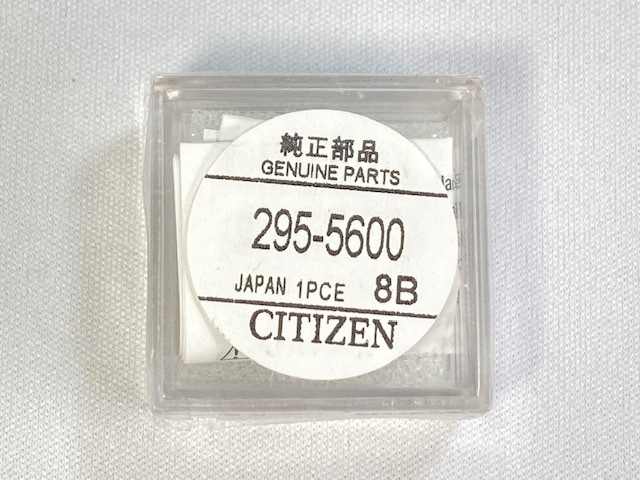 純正部品
GENUINE PARTS
295-5600
JAPAN 1PCE 8B
CITIZEN